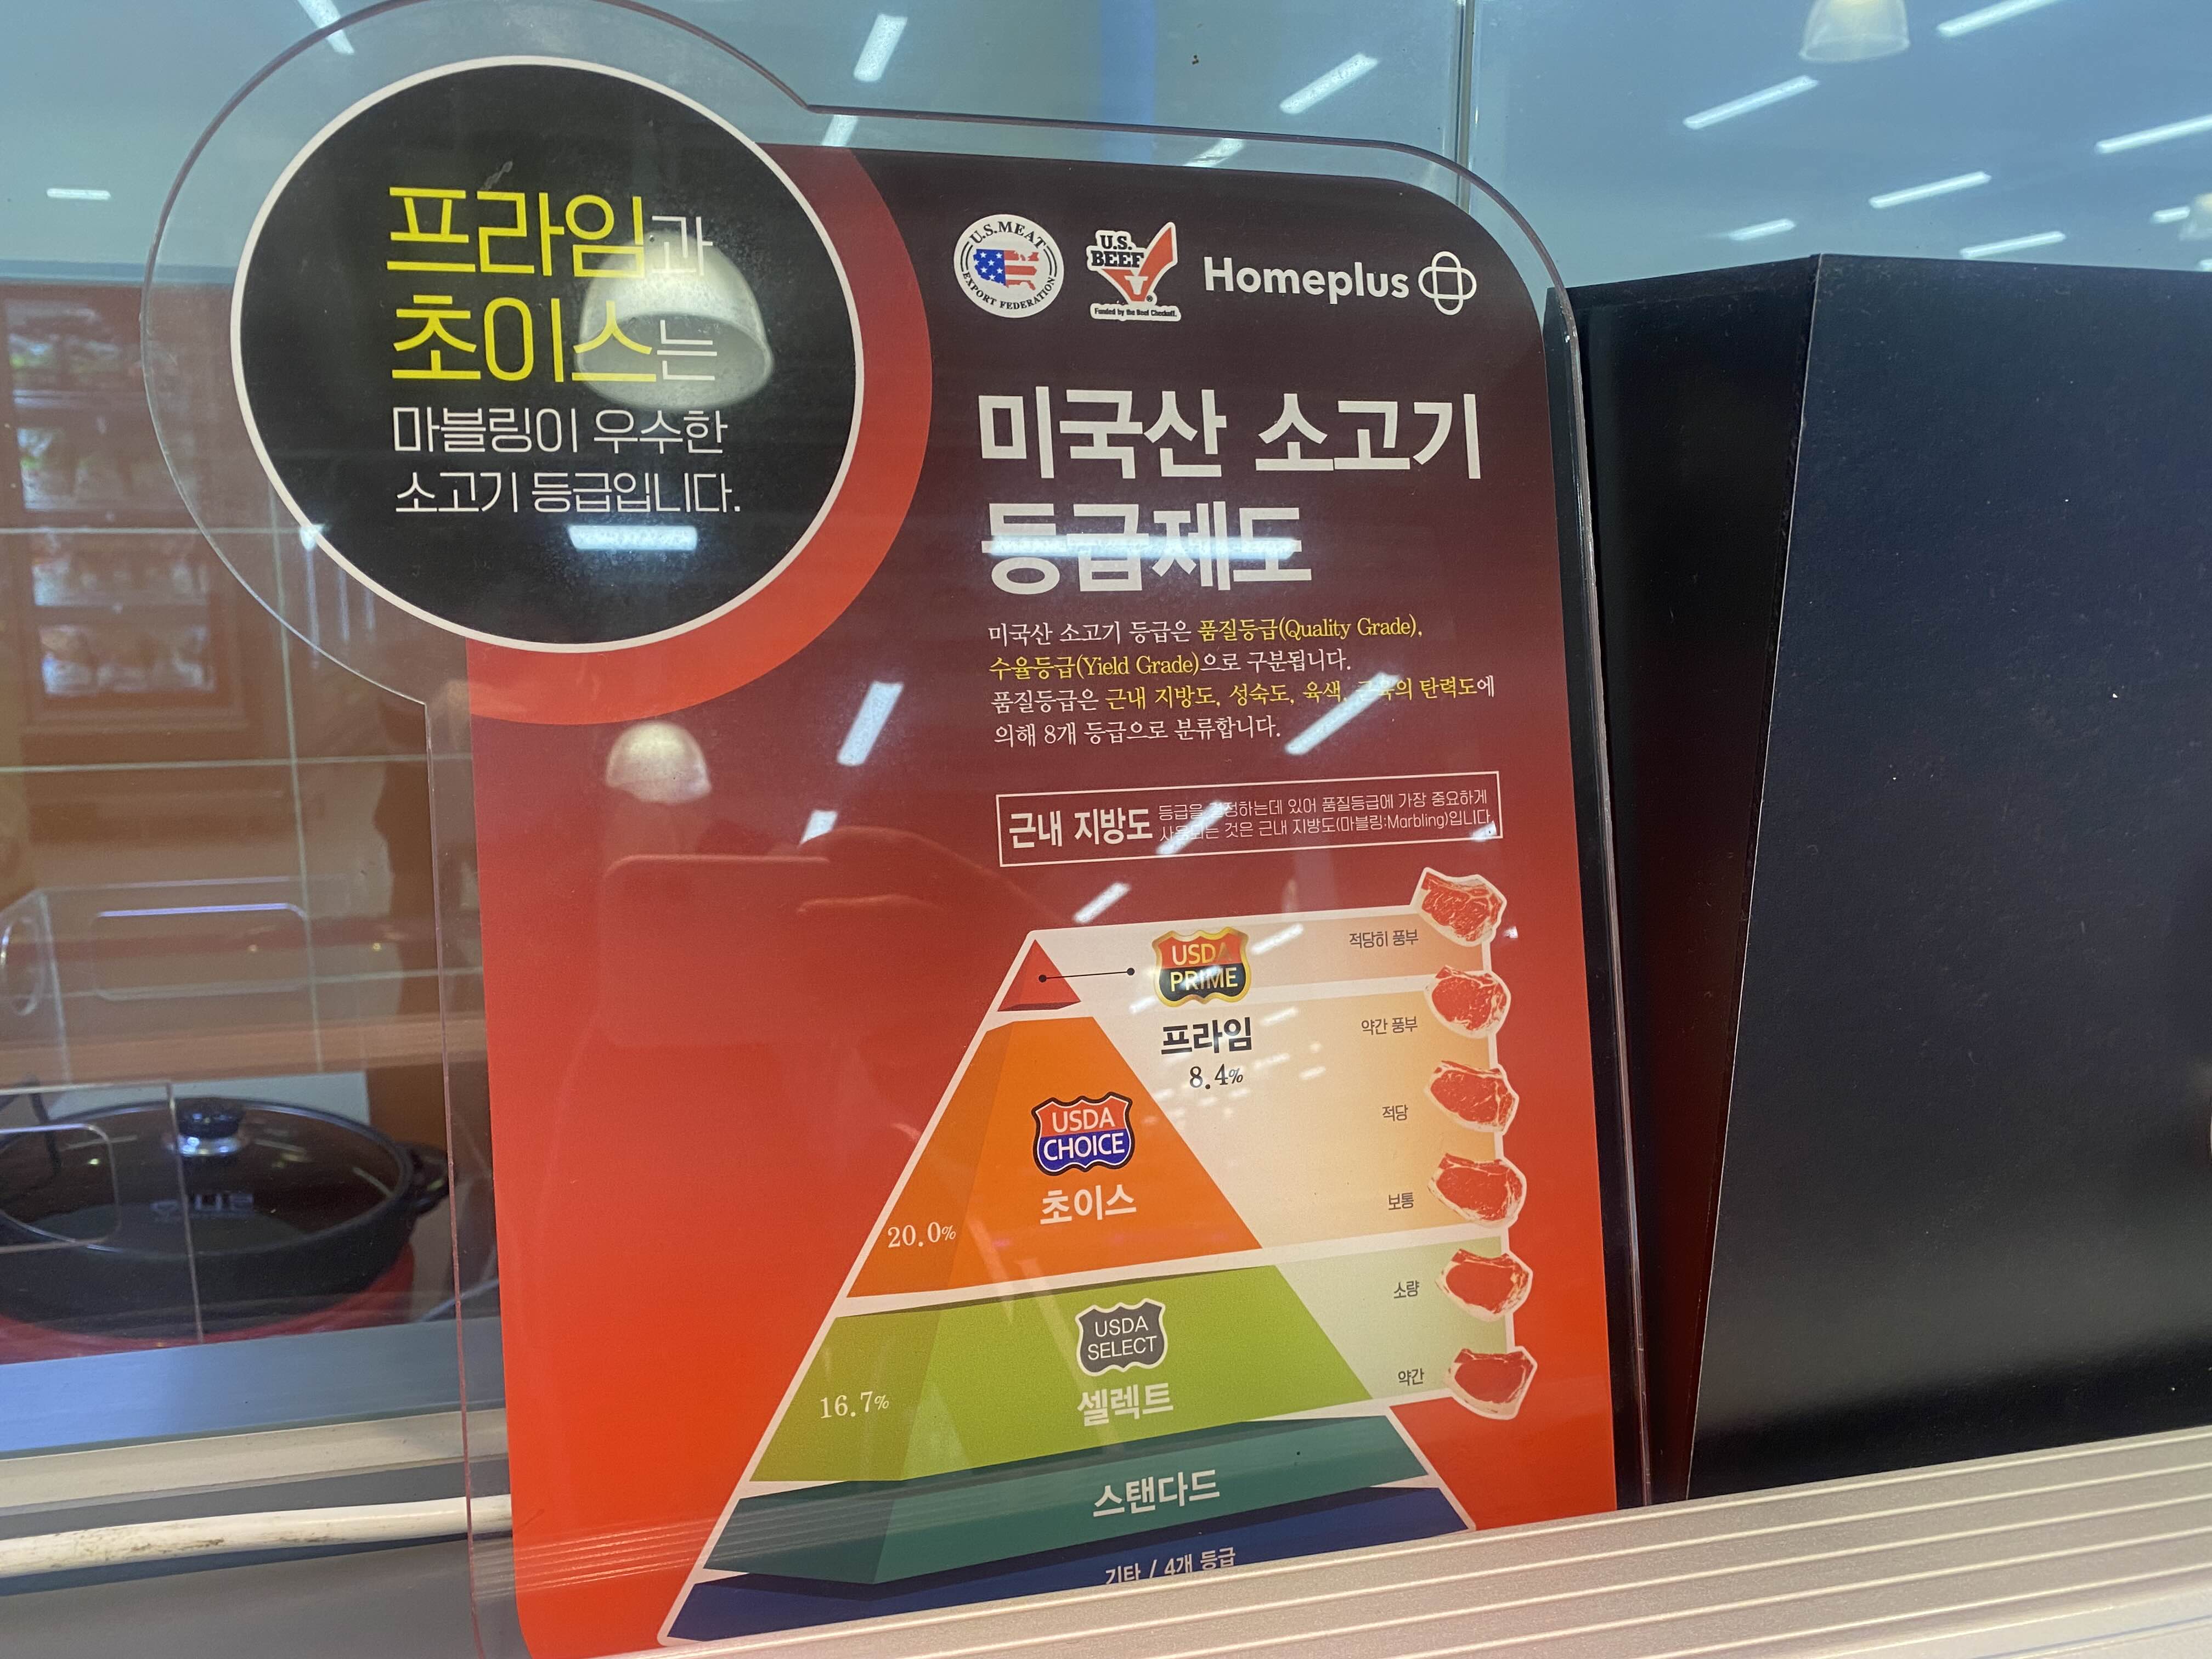 프라임과
초이스는
마블링이 우수한
소고기 등급입니다.
U.S. MEAT
EXPORT FEDERATION
U.S.
BEEF
Funded by the Beef Checkoff.
Homeplus
미국산 소고기
등급제도
미국산 소고기 등급은 품질등급(Quality Grade),
수율등급(Yield Grade)으로 구분됩니다.
품질등급은 근내 지방도, 성숙도, 육색, 근육의 탄력도에
의해 8개 등급으로 분류합니다.
근내 지방도
등급을 결정하는데 있어 품질등급에 가장 중요하게
사용되는 것은 근내 지방도(마블링:Marbling)입니다.
USDA
PRIME
프라임
8.4%
적당히 풍부
약간 풍부
적당
보통
소량
약간
USDA
CHOICE
초이스
20.0%
USDA
SELECT
셀렉트
16.7%
스탠다드
기타 / 4개 등급